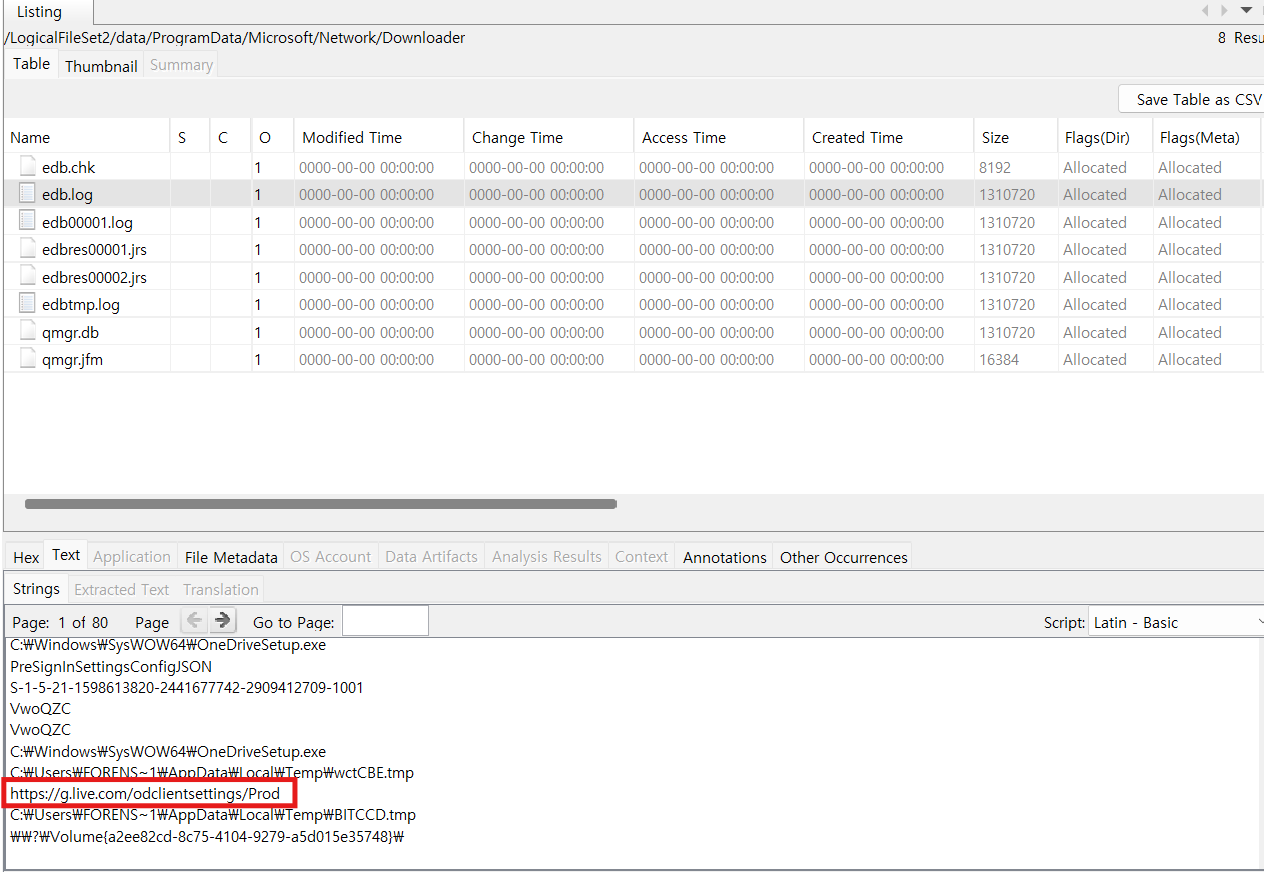 Listing
/LogicalFileSet2/data/ProgramData/Microsoft/Network/Downloader 8 Resu
Table Thumbnail Summary
Save Table as CSV
Name S C O Modified Time Change Time Access Time Created Time Size Flags(Dir) Flags(Meta)
edb.chk 1 0000-00-00 00:00:00 0000-00-00 00:00:00 0000-00-00 00:00:00 0000-00-00 00:00:00 8192 Allocated Allocated
edb.log 1 0000-00-00 00:00:00 0000-00-00 00:00:00 0000-00-00 00:00:00 0000-00-00 00:00:00 1310720 Allocated Allocated
edb00001.log 1 0000-00-00 00:00:00 0000-00-00 00:00:00 0000-00-00 00:00:00 0000-00-00 00:00:00 1310720 Allocated Allocated
edbres00001.jrs 1 0000-00-00 00:00:00 0000-00-00 00:00:00 0000-00-00 00:00:00 0000-00-00 00:00:00 1310720 Allocated Allocated
edbres00002.jrs 1 0000-00-00 00:00:00 0000-00-00 00:00:00 0000-00-00 00:00:00 0000-00-00 00:00:00 1310720 Allocated Allocated
edbtmp.log 1 0000-00-00 00:00:00 0000-00-00 00:00:00 0000-00-00 00:00:00 0000-00-00 00:00:00 1310720 Allocated Allocated
qmgr.db 1 0000-00-00 00:00:00 0000-00-00 00:00:00 0000-00-00 00:00:00 0000-00-00 00:00:00 1310720 Allocated Allocated
qmgr.jfm 1 0000-00-00 00:00:00 0000-00-00 00:00:00 0000-00-00 00:00:00 0000-00-00 00:00:00 16384 Allocated Allocated
Hex Text Application File Metadata OS Account Data Artifacts Analysis Results Context Annotations Other Occurrences
Strings Extracted Text Translation
Page: 1 of 80 Page Go to Page: Script: Latin - Basic
C:₩Windows₩SysWOW64₩OneDriveSetup.exe
PreSignInSettingsConfigJSON
S-1-5-21-1598613820-2441677742-2909412709-1001
VwoQZC
VwoQZC
C:₩Windows₩SysWOW64₩OneDriveSetup.exe
C:₩Users₩FORENS~1₩AppData₩Local₩Temp₩wctCBE.tmp
https://g.live.com/odclientsettings/Prod
C:₩Users₩FORENS~1₩AppData₩Local₩Temp₩BITCCD.tmp
₩₩?₩Volume{a2ee82cd-8c75-4104-9279-a5d015e35748}₩